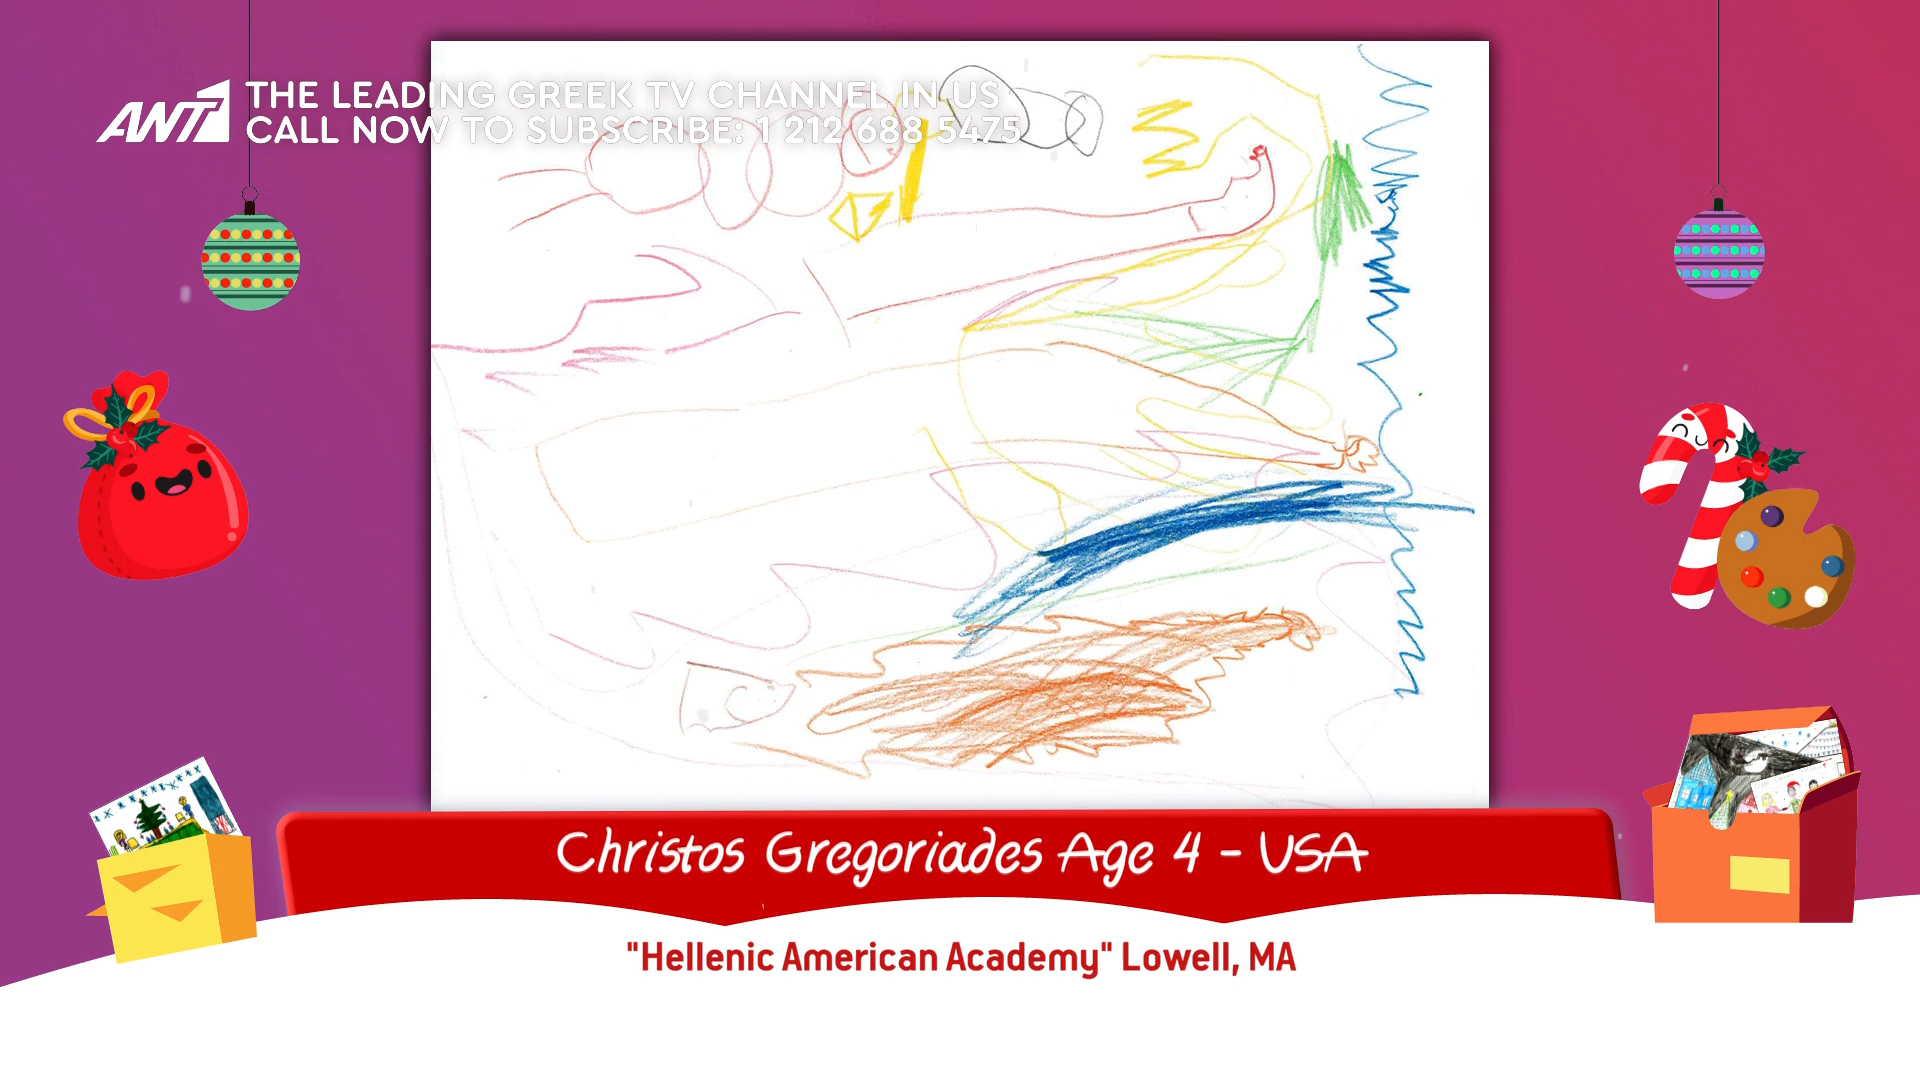 ANT1
THE LEADING GREEK TV CHANNEL IN US
CALL NOW TO SUBSCRIBE: 1 212 688 5475
Christos Gregoriades Age 4 - USA
"Hellenic American Academy" Lowell, MA